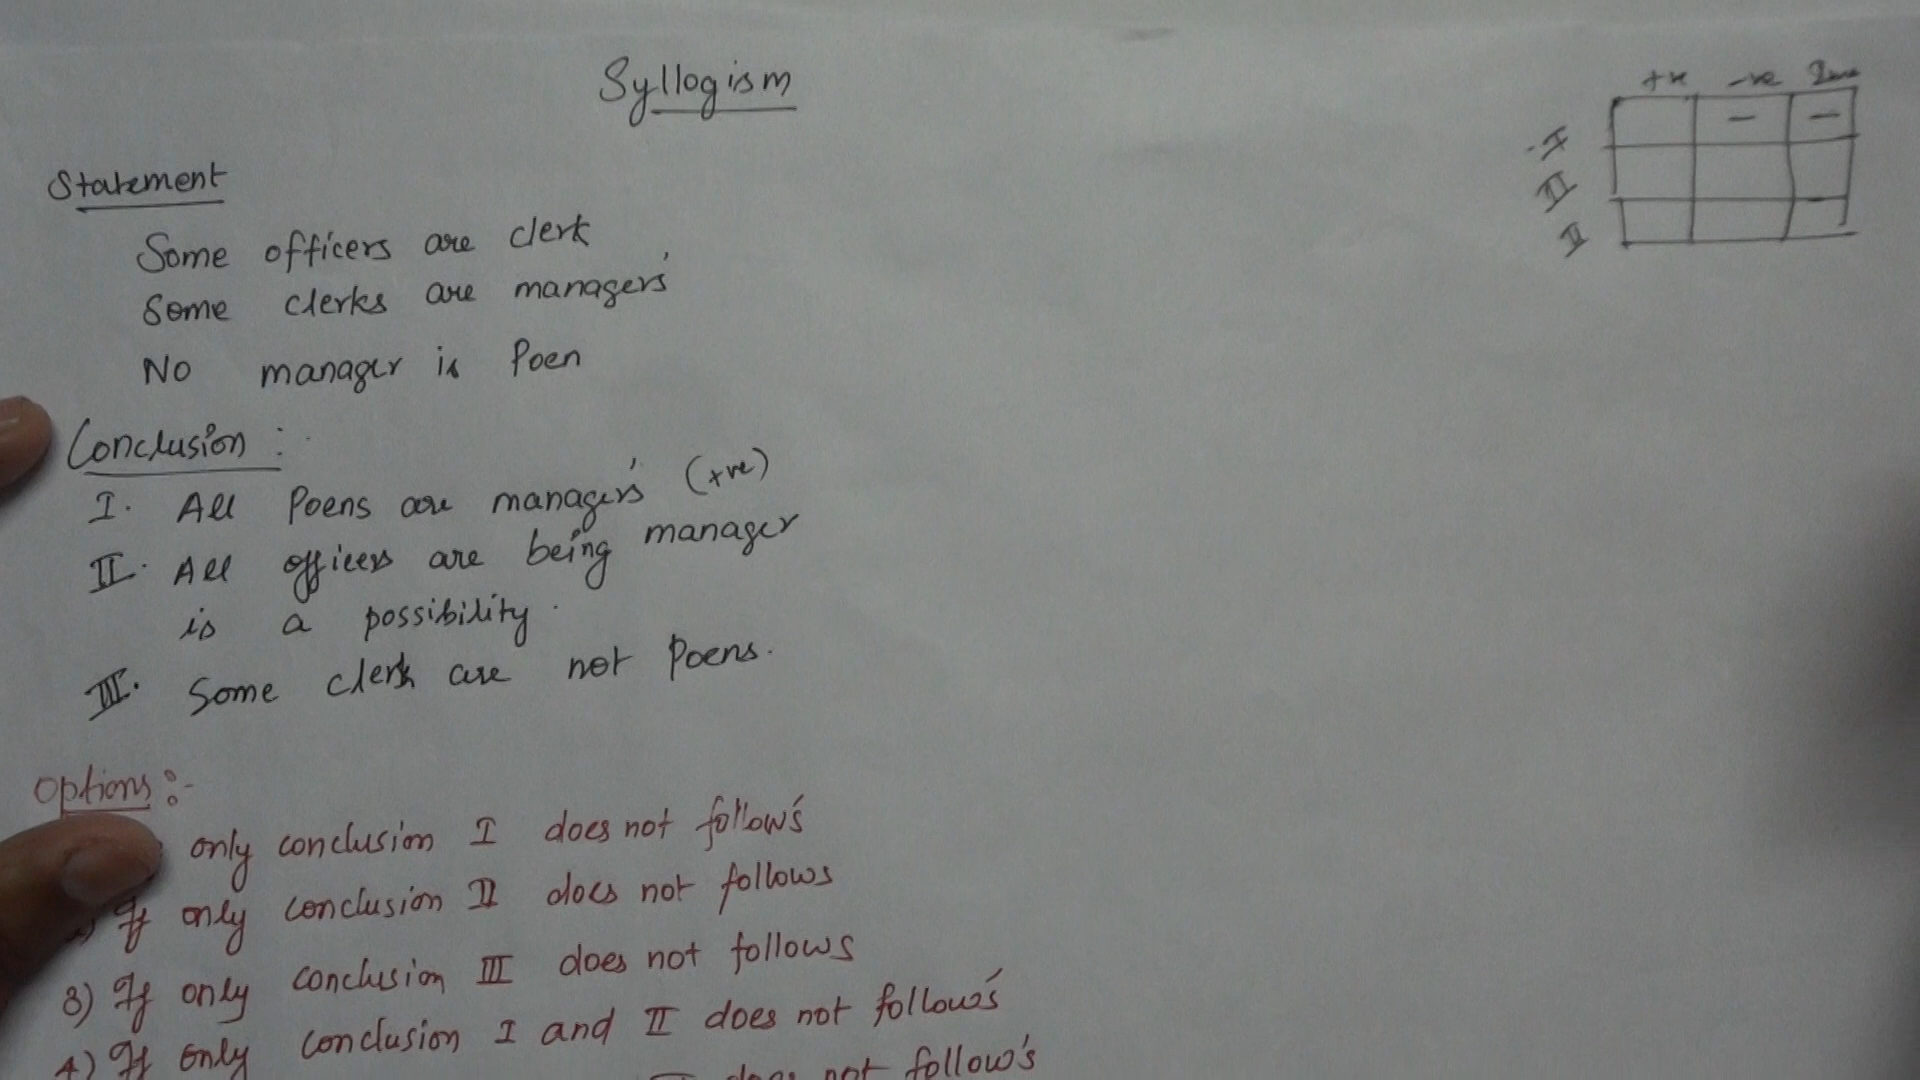 Syllogism
+ve -ve
I
II
II
Statement
Some officers are clerk
Some clerks are managers
No manager is Poen
Conclusion :
I. All Poens are managers (+ve)
II. All officers are being manager
is a possibility.
III. Some clerk are not Poens.
Options :-
only conclusion I does not follow's
If only conclusion II does not follows
3) If only conclusion III does not follows
4) If only conclusion I and II does not follow's
does not follow's